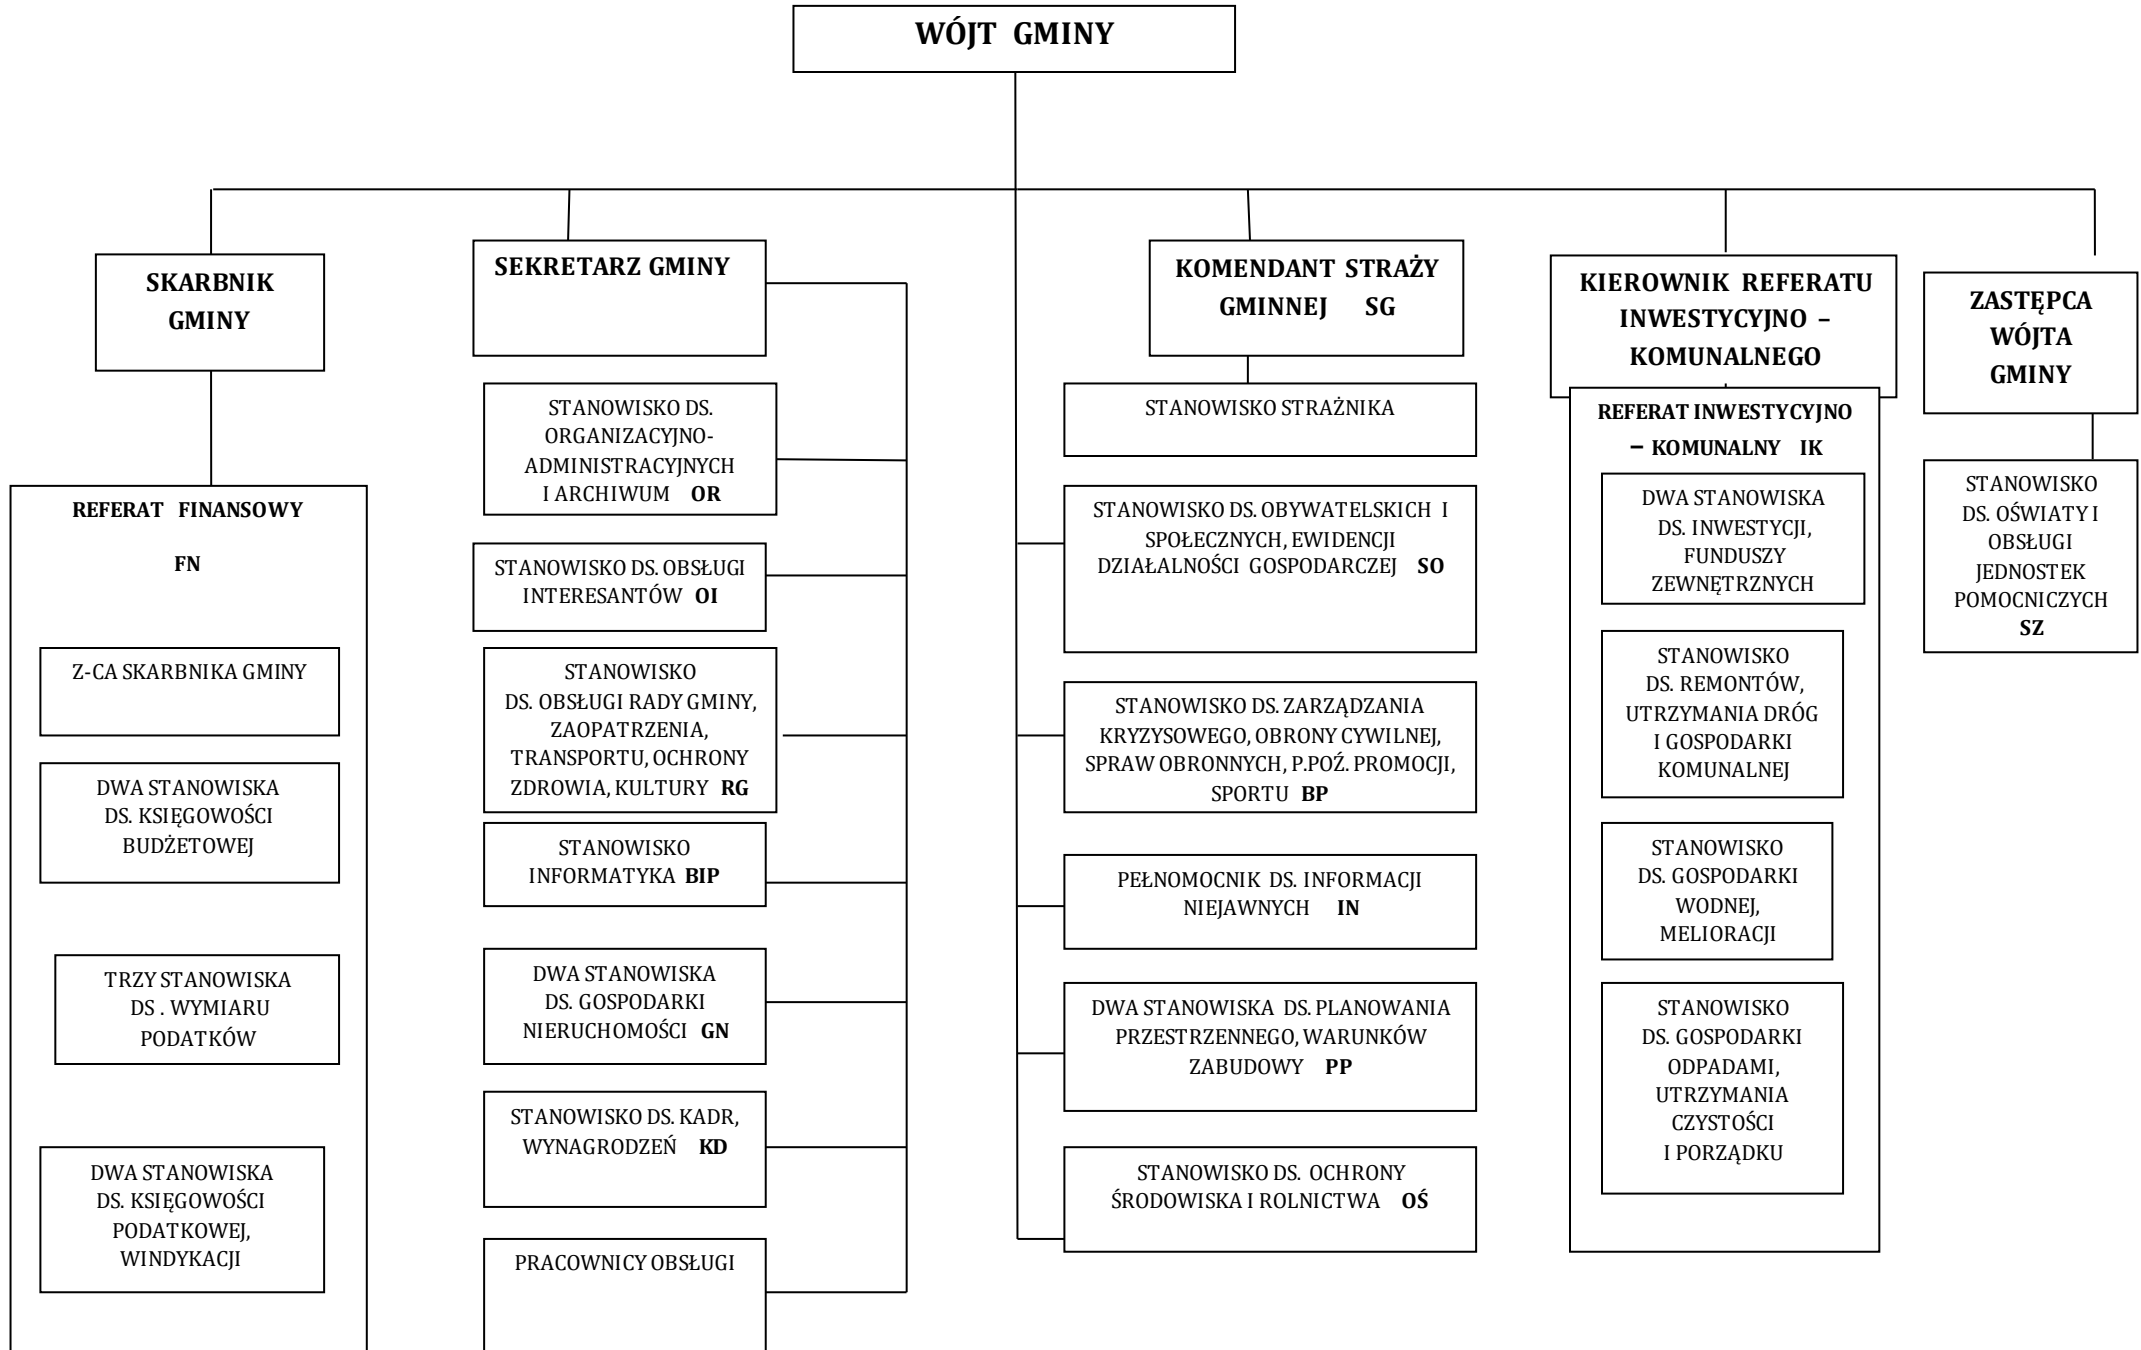 WÓJT GMINY
SKARBNIK
GMINY
REFERAT FINANSOWY
FN
Z-CA SKARBNIKA GMINY
DWA STANOWISKA
DS. KSIĘGOWOŚCI
BUDŻETOWEJ
TRZY STANOWISKA
DS . WYMIARU
PODATKÓW
DWA STANOWISKA
DS. KSIĘGOWOŚCI
PODATKOWEJ,
WINDYKACJI
SEKRETARZ GMINY
STANOWISKO DS.
ORGANIZACYJNO-
ADMINISTRACYJNYCH
I ARCHIWUM OR
STANOWISKO DS. OBSŁUGI
INTERESANTÓW OI
STANOWISKO
DS. OBSŁUGI RADY GMINY,
ZAOPATRZENIA,
TRANSPORTU, OCHRONY
ZDROWIA, KULTURY RG
STANOWISKO
INFORMATYKA BIP
DWA STANOWISKA
DS. GOSPODARKI
NIERUCHOMOŚCI GN
STANOWISKO DS. KADR,
WYNAGRODZEŃ KD
PRACOWNICY OBSŁUGI
KOMENDANT STRAŻY
GMINNEJ SG
STANOWISKO STRAŻNIKA
STANOWISKO DS. OBYWATELSKICH I
SPOŁECZNYCH, EWIDENCJI
DZIAŁALNOŚCI GOSPODARCZEJ SO
STANOWISKO DS. ZARZĄDZANIA
KRYZYSOWEGO, OBRONY CYWILNEJ,
SPRAW OBRONNYCH, P.POŹ. PROMOCJI,
SPORTU BP
PEŁNOMOCNIK DS. INFORMACJI
NIEJAWNYCH IN
DWA STANOWISKA DS. PLANOWANIA
PRZESTRZENNEGO, WARUNKÓW
ZABUDOWY PP
STANOWISKO DS. OCHRONY
ŚRODOWISKA I ROLNICTWA OŚ
KIEROWNIK REFERATU
INWESTYCYJNO –
KOMUNALNEGO
REFERAT INWESTYCYJNO
– KOMUNALNY IK
DWA STANOWISKA
DS. INWESTYCJI,
FUNDUSZY
ZEWNĘTRZNYCH
STANOWISKO
DS. REMONTÓW,
UTRZYMANIA DRÓG
I GOSPODARKI
KOMUNALNEJ
STANOWISKO
DS. GOSPODARKI
WODNEJ,
MELIORACJI
STANOWISKO
DS. GOSPODARKI
ODPADAMI,
UTRZYMANIA
CZYSTOŚCI
I PORZĄDKU
ZASTĘPCA
WÓJTA
GMINY
STANOWISKO
DS. OŚWIATY I
OBSŁUGI
JEDNOSTEK
POMOCNICZYCH
SZ